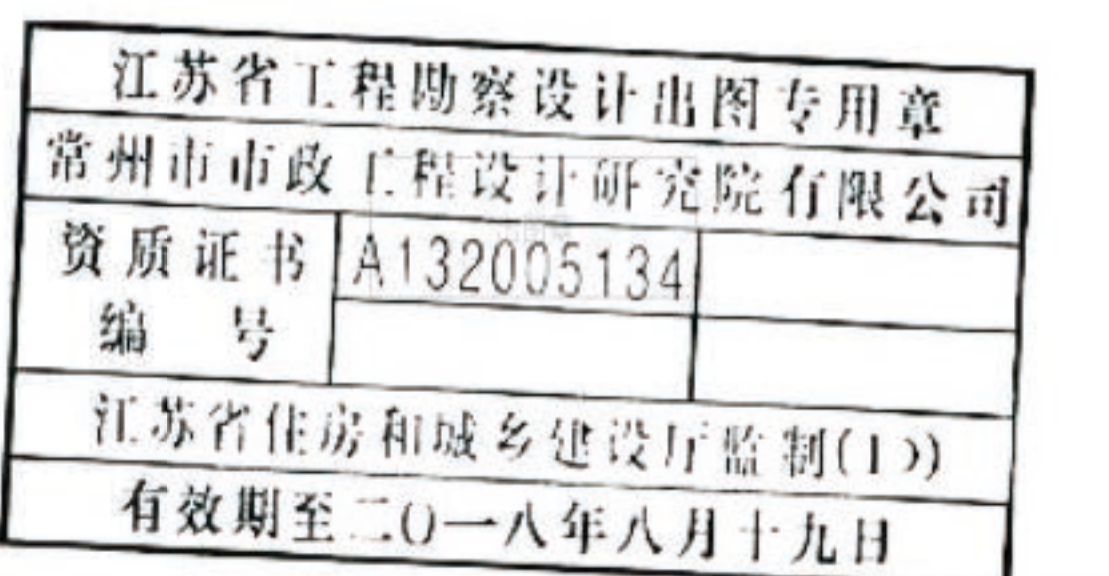 江苏省工程勘察设计出图专用章
常州市市政工程设计研究院有限公司
资质证书 A132005134
编 号
江苏省住房和城乡建设厅监制(1))
有效期至二〇一八年八月十九日